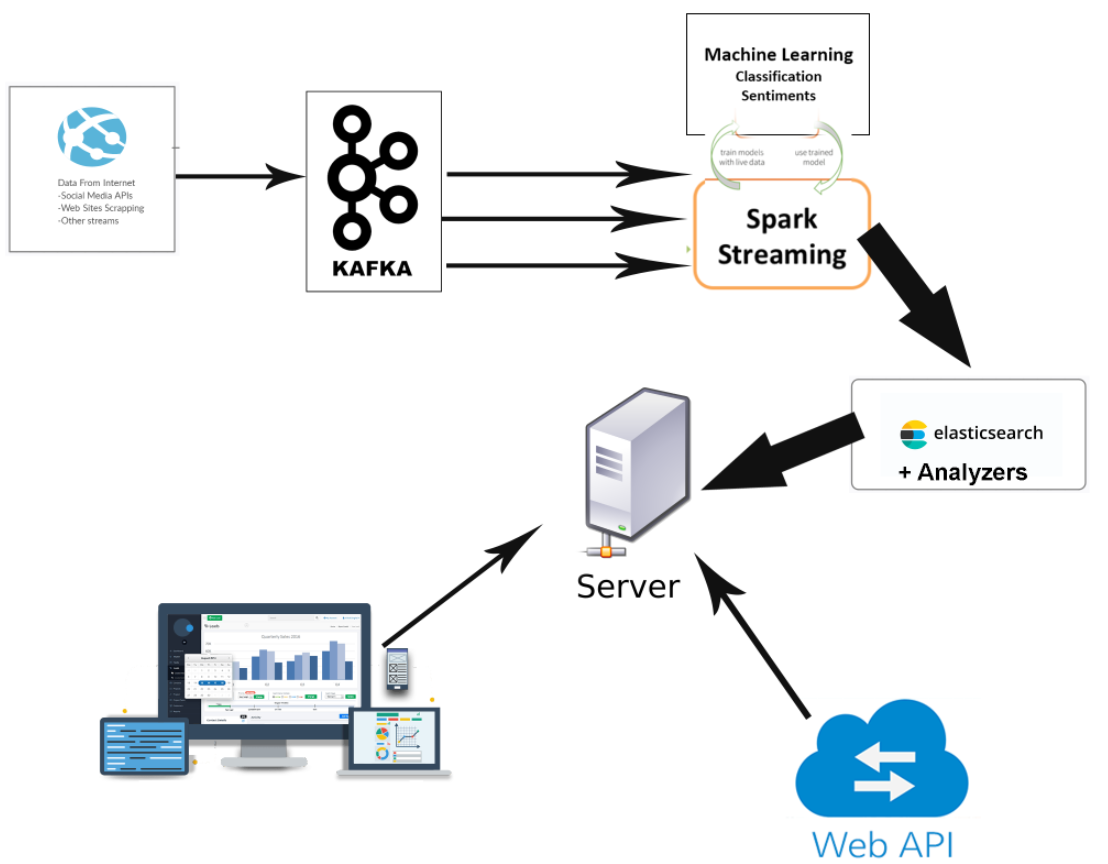 Machine Learning
Classification
Sentiments
train models
with live data
use trained
model
Data From Internet
-Social Media APIs
-Web Sites Scrapping
-Other streams
KAFKA
Spark
Streaming
elasticsearch
+ Analyzers
Server
Web API